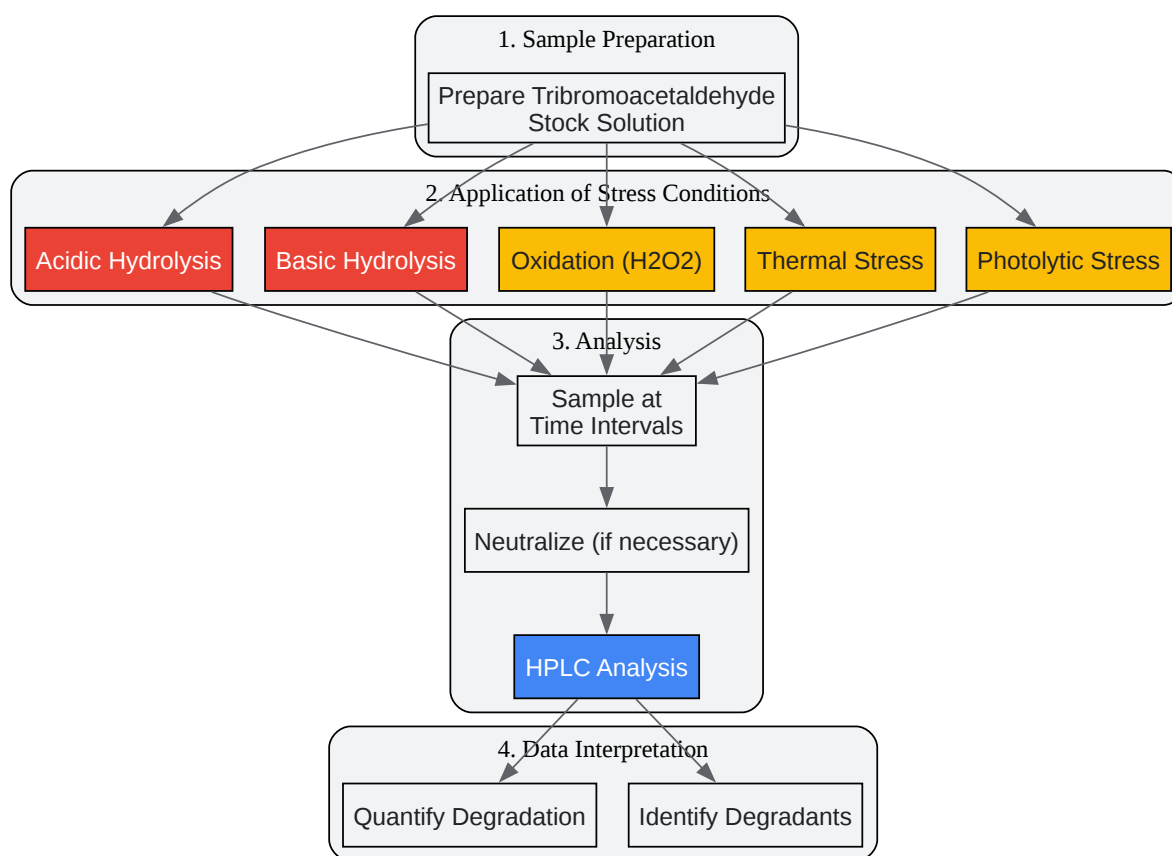 1. Sample Preparation
Prepare Tribromoacetaldehyde
Stock Solution
2. Application of Stress Conditions
Acidic Hydrolysis
Basic Hydrolysis
Oxidation (H2O2)
Thermal Stress
Photolytic Stress
3. Analysis
Sample at
Time Intervals
Neutralize (if necessary)
HPLC Analysis
4. Data Interpretation
Quantify Degradation
Identify Degradants